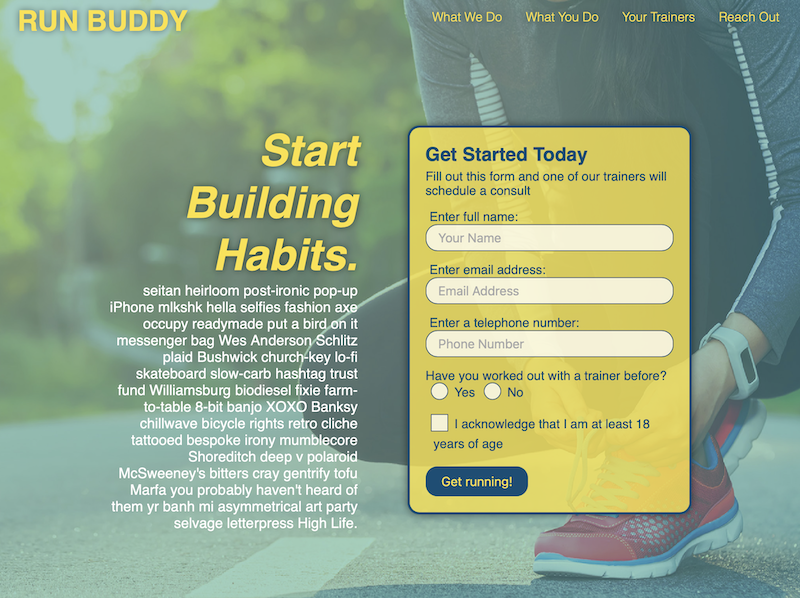 RUN BUDDY
What We Do
What You Do
Your Trainers
Reach Out
Start
Building
Habits.
seitan heirloom post-ironic pop-up
iPhone mlkshk hella selfies fashion axe
occupy readymade put a bird on it
messenger bag Wes Anderson Schlitz
plaid Bushwick church-key lo-fi
skateboard slow-carb hashtag trust
fund Williamsburg biodiesel fixie farm-
to-table 8-bit banjo XOXO Banksy
chillwave bicycle rights retro cliche
tattooed bespoke irony mumblecore
Shoreditch deep v polaroid
McSweeney's bitters cray gentrify tofu
Marfa you probably haven't heard of
them yr banh mi asymmetrical art party
selvage letterpress High Life.
Get Started Today
Fill out this form and one of our trainers will
schedule a consult
Enter full name:
Your Name
Enter email address:
Email Address
Enter a telephone number:
Phone Number
Have you worked out with a trainer before?
Yes
No
I acknowledge that I am at least 18
years of age
Get running!